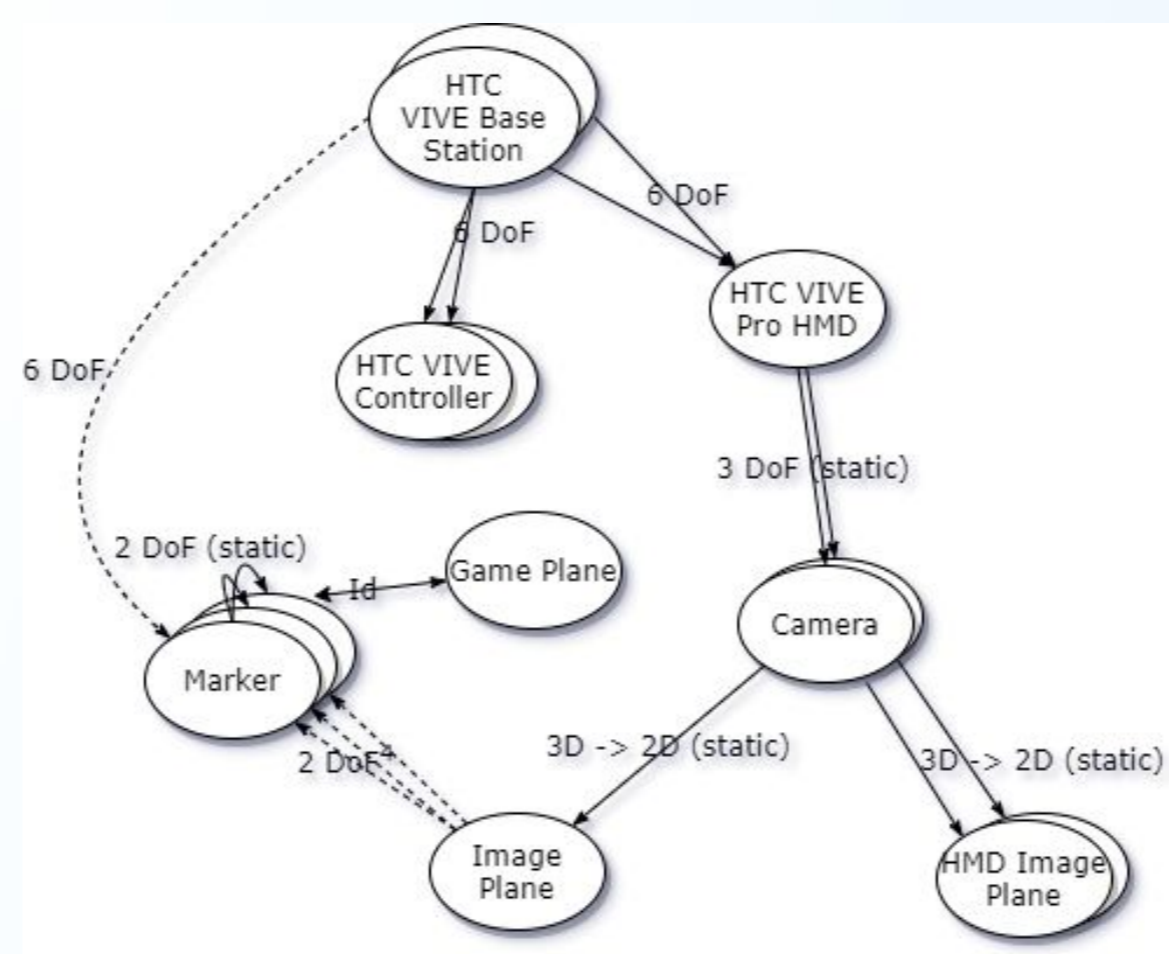 HTC
VIVE Base
Station
6 DoF
6 DoF
HTC VIVE
Pro HMD
HTC VIVE
Controller
6 DoF
3 DoF (static)
2 DoF (static)
Id
Game Plane
Camera
Marker
3D -> 2D (static)
2 DoF⁴
3D -> 2D (static)
Image
Plane
HMD Image
Plane